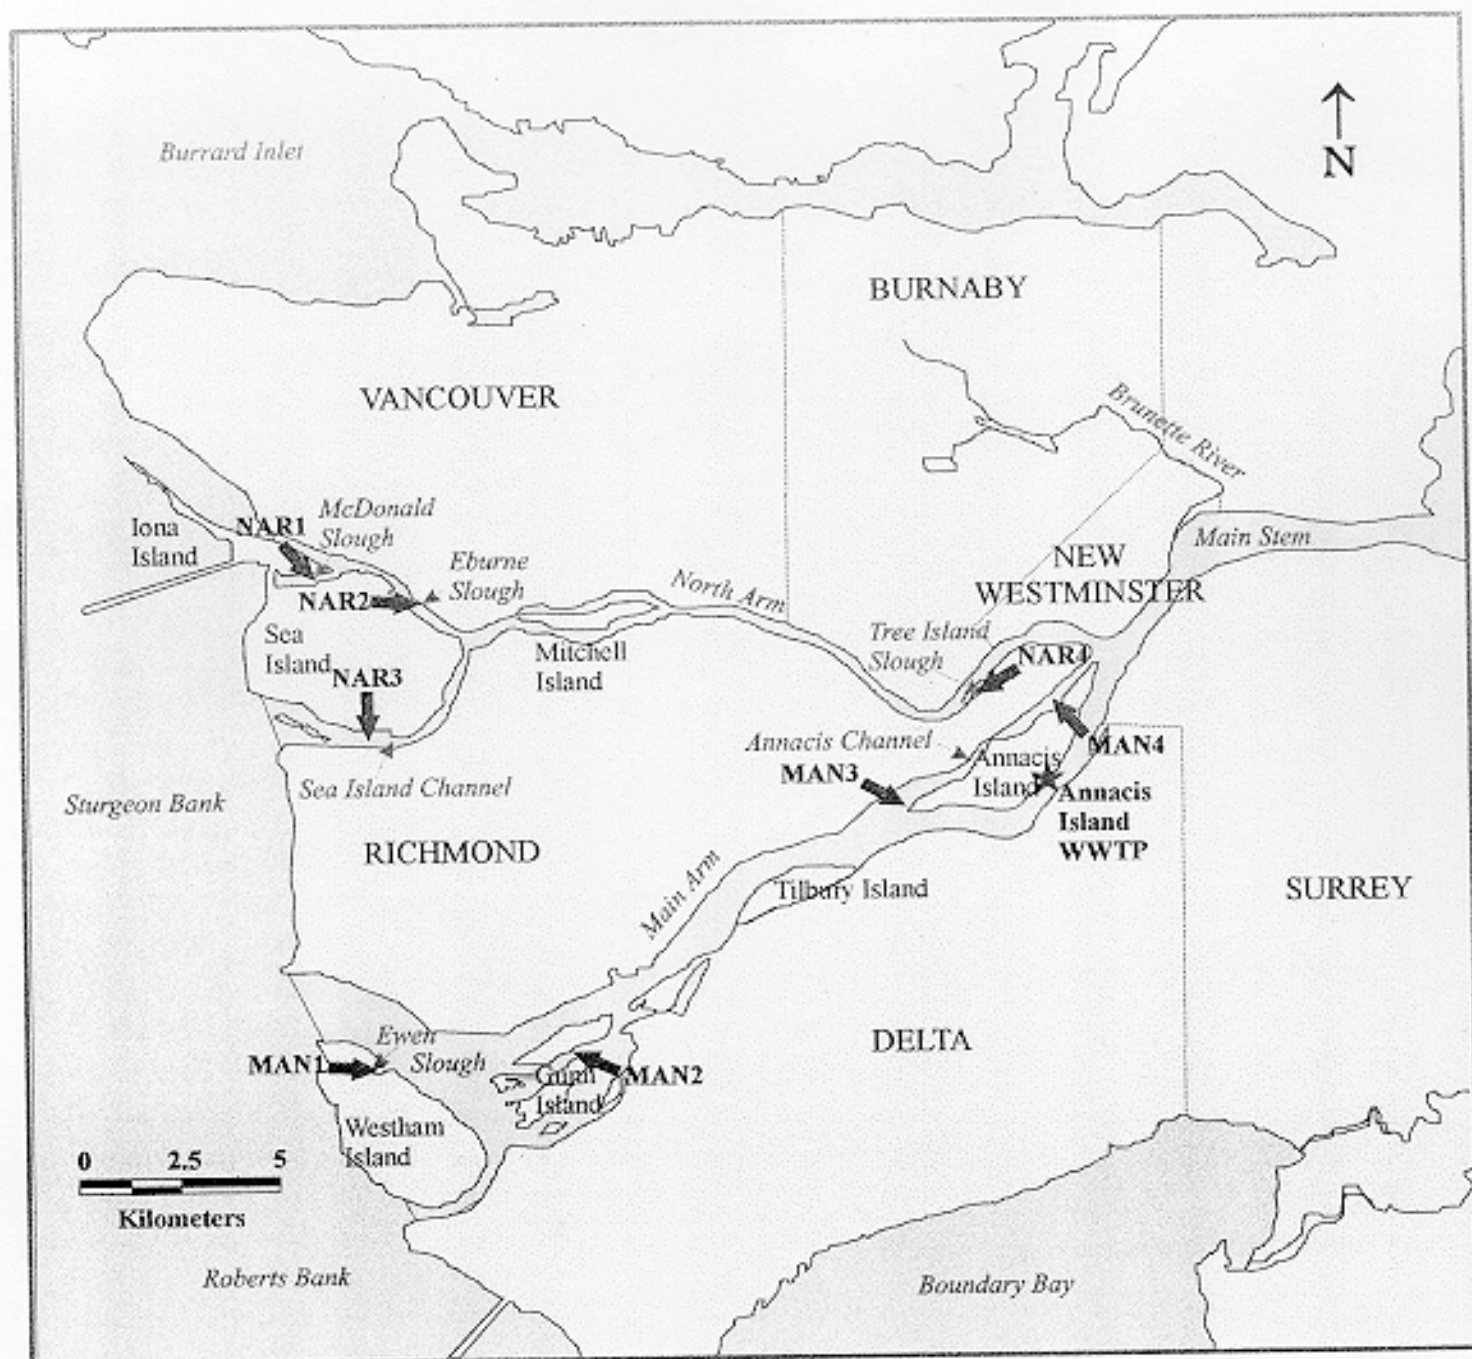 Burrard Inlet
N
BURNABY
VANCOUVER
Brunette River
McDonald
Slough
NAR1
Iona
Island
Main Stem
Eburne
Slough
NEW
WESTMINSTER
North Arm
NAR2
Sea
Island
Tree Island
Slough
Mitchell
Island
NAR4
NAR3
Annacis Channel
MAN4
Annacis
Island
MAN3
Sea Island Channel
Sturgeon Bank
Annacis
Island
WWTP
RICHMOND
Main Arm
Tilbury Island
SURREY
Ewen
Slough
DELTA
MAN1
MAN2
Gunn
Island
Westham
Island
0 2.5 5
Kilometers
Roberts Bank
Boundary Bay